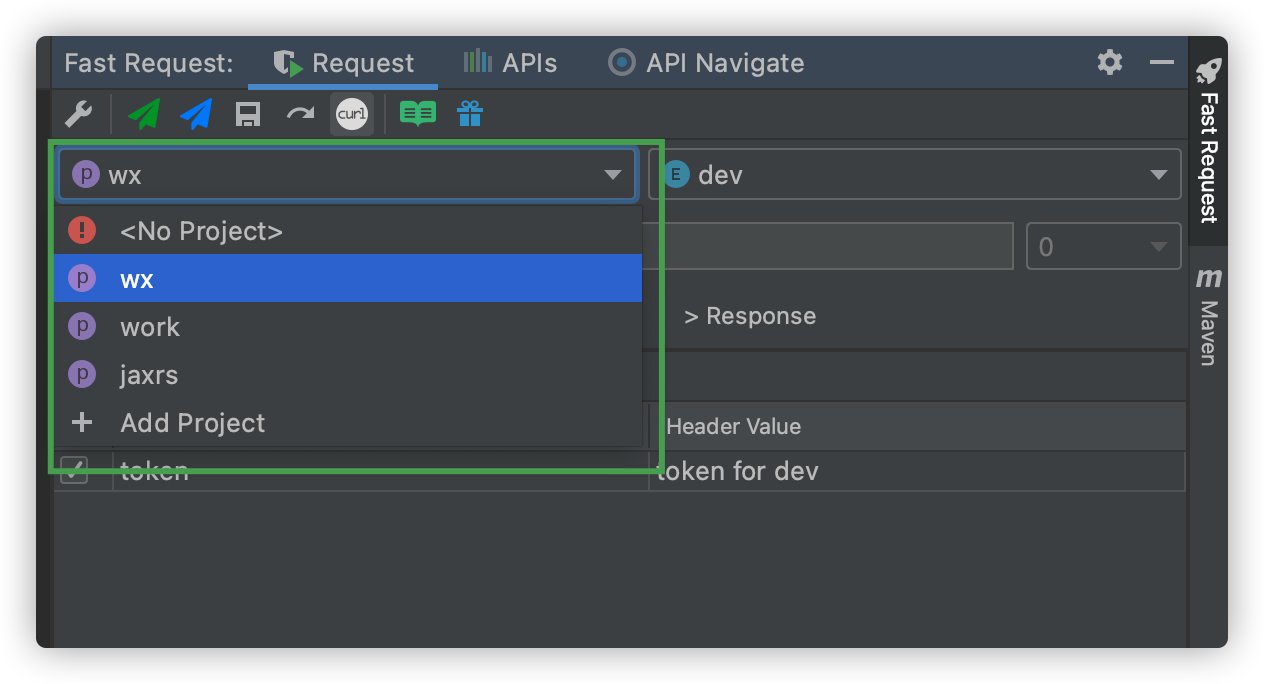 Fast Request: Request APIs API Navigate
curl
p wx
E dev
! <No Project>
p wx
0
p work
> Response
p jaxrs
+ Add Project
Header Value
token
token for dev
Fast Request
m Maven